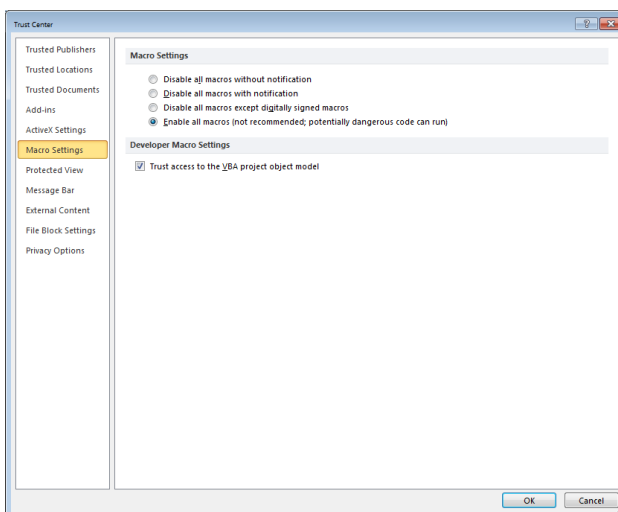 Trust Center
Trusted Publishers
Trusted Locations
Trusted Documents
Add-ins
ActiveX Settings
Macro Settings
Protected View
Message Bar
External Content
File Block Settings
Privacy Options
Macro Settings
Disable all macros without notification
Disable all macros with notification
Disable all macros except digitally signed macros
Enable all macros (not recommended; potentially dangerous code can run)
Developer Macro Settings
Trust access to the VBA project object model
OK
Cancel